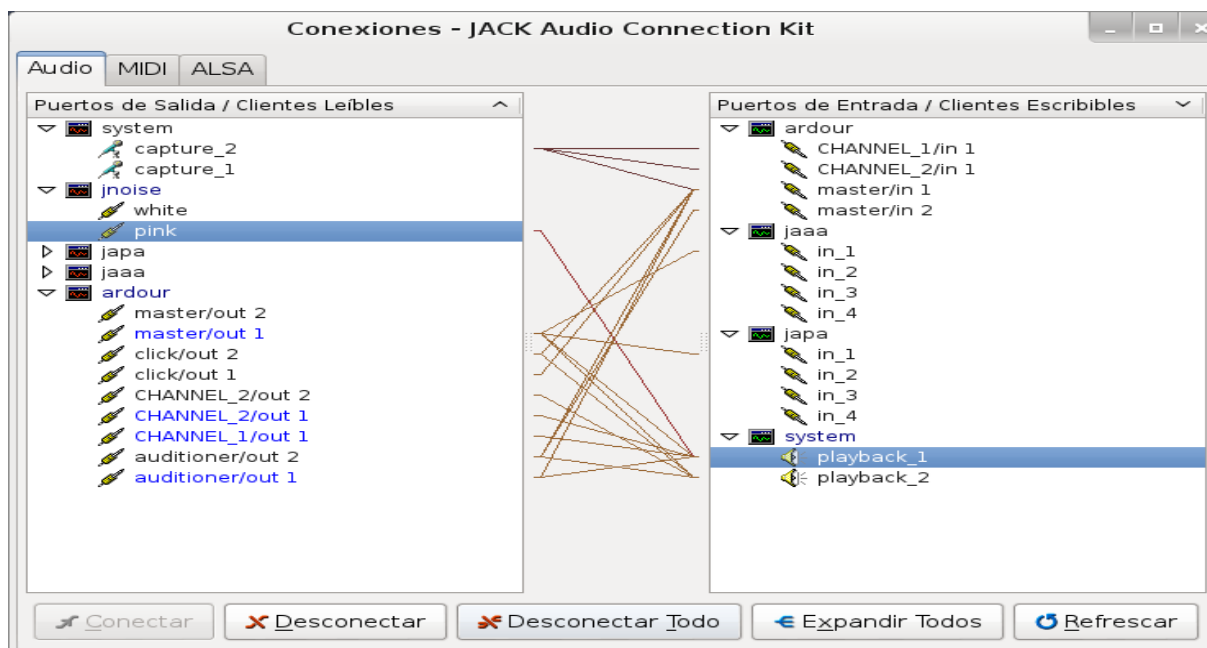 Conexiones - JACK Audio Connection Kit
Audio
MIDI
ALSA
Puertos de Salida / Clientes Leíbles
system
capture_2
capture_1
jnoise
white
pink
japa
jaaa
ardour
master/out 2
master/out 1
click/out 2
click/out 1
CHANNEL_2/out 2
CHANNEL_2/out 1
CHANNEL_1/out 1
auditioner/out 2
auditioner/out 1
Puertos de Entrada / Clientes Escribibles
ardour
CHANNEL_1/in 1
CHANNEL_2/in 1
master/in 1
master/in 2
jaaa
in_1
in_2
in_3
in_4
japa
in_1
in_2
in_3
in_4
system
playback_1
playback_2
Conectar
Desconectar
Desconectar Todo
Expandir Todos
Refrescar